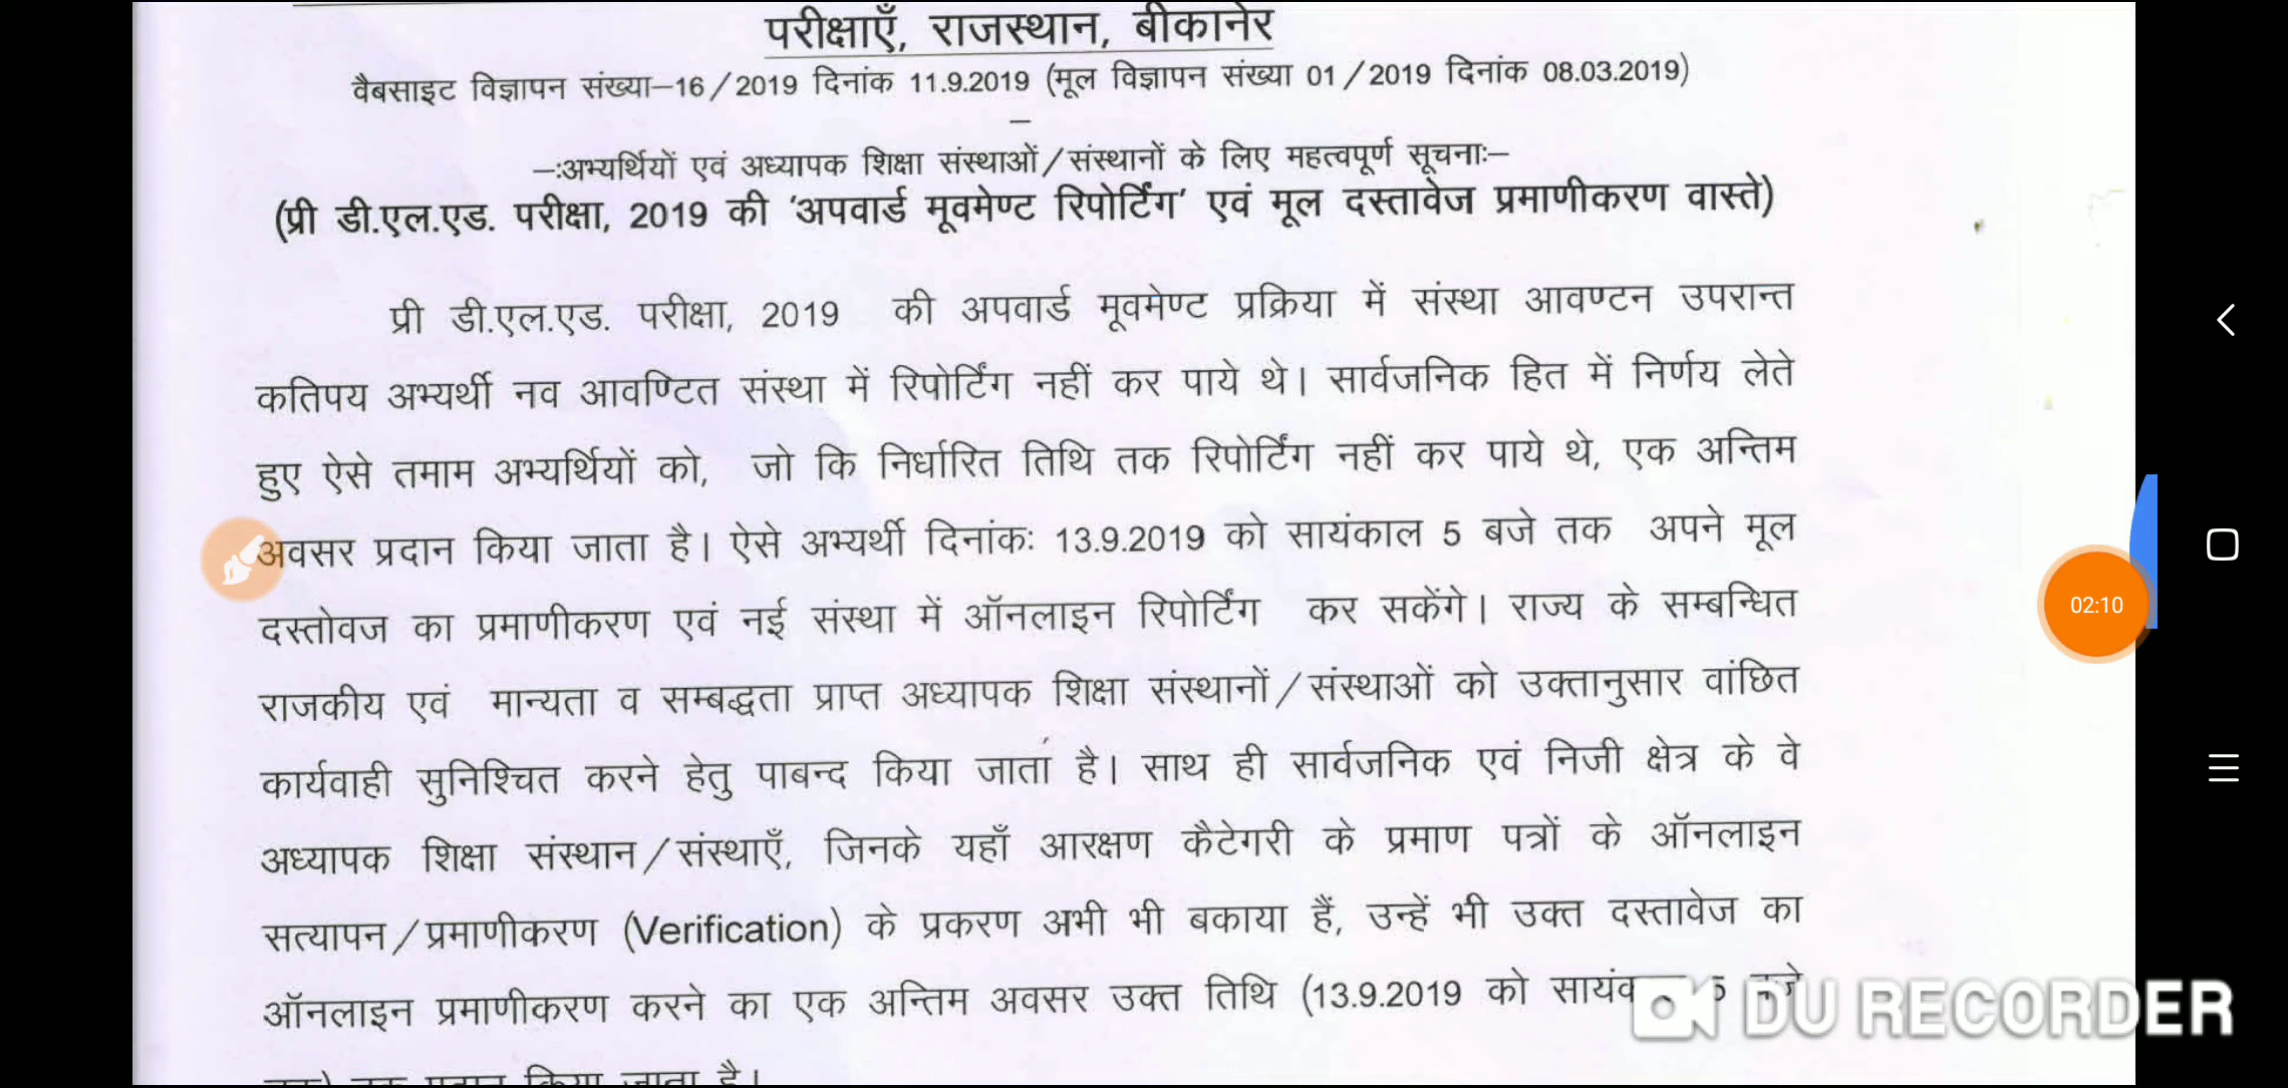 परीक्षाएँ, राजस्थान, बीकानेर
वैबसाइट विज्ञापन संख्या–16/2019 दिनांक 11.9.2019 (मूल विज्ञापन संख्या 01/2019 दिनांक 08.03.2019)
–
–:अभ्यर्थियों एवं अध्यापक शिक्षा संस्थाओं/संस्थानों के लिए महत्वपूर्ण सूचनाः–
(प्री डी.एल.एड. परीक्षा, 2019 की 'अपवार्ड मूवमेण्ट रिपोर्टिंग' एवं मूल दस्तावेज प्रमाणीकरण वास्ते)
प्री डी.एल.एड. परीक्षा, 2019 की अपवार्ड मूवमेण्ट प्रक्रिया में संस्था आवण्टन उपरान्त
कतिपय अभ्यर्थी नव आवण्टित संस्था में रिपोर्टिंग नहीं कर पाये थे। सार्वजनिक हित में निर्णय लेते
हुए ऐसे तमाम अभ्यर्थियों को, जो कि निर्धारित तिथि तक रिपोर्टिंग नहीं कर पाये थे, एक अन्तिम
अवसर प्रदान किया जाता है। ऐसे अभ्यर्थी दिनांकः 13.9.2019 को सायंकाल 5 बजे तक अपने मूल
दस्तोवज का प्रमाणीकरण एवं नई संस्था में ऑनलाइन रिपोर्टिंग कर सकेंगे। राज्य के सम्बन्धित
राजकीय एवं मान्यता व सम्बद्धता प्राप्त अध्यापक शिक्षा संस्थानों/संस्थाओं को उक्तानुसार वांछित
कार्यवाही सुनिश्चित करने हेतु पाबन्द किया जाता है। साथ ही सार्वजनिक एवं निजी क्षेत्र के वे
अध्यापक शिक्षा संस्थान/संस्थाएँ, जिनके यहाँ आरक्षण कैटेगरी के प्रमाण पत्रों के ऑनलाइन
सत्यापन/प्रमाणीकरण (Verification) के प्रकरण अभी भी बकाया हैं, उन्हें भी उक्त दस्तावेज का
ऑनलाइन प्रमाणीकरण करने का एक अन्तिम अवसर उक्त तिथि (13.9.2019 को
02:10
DU RECORDER